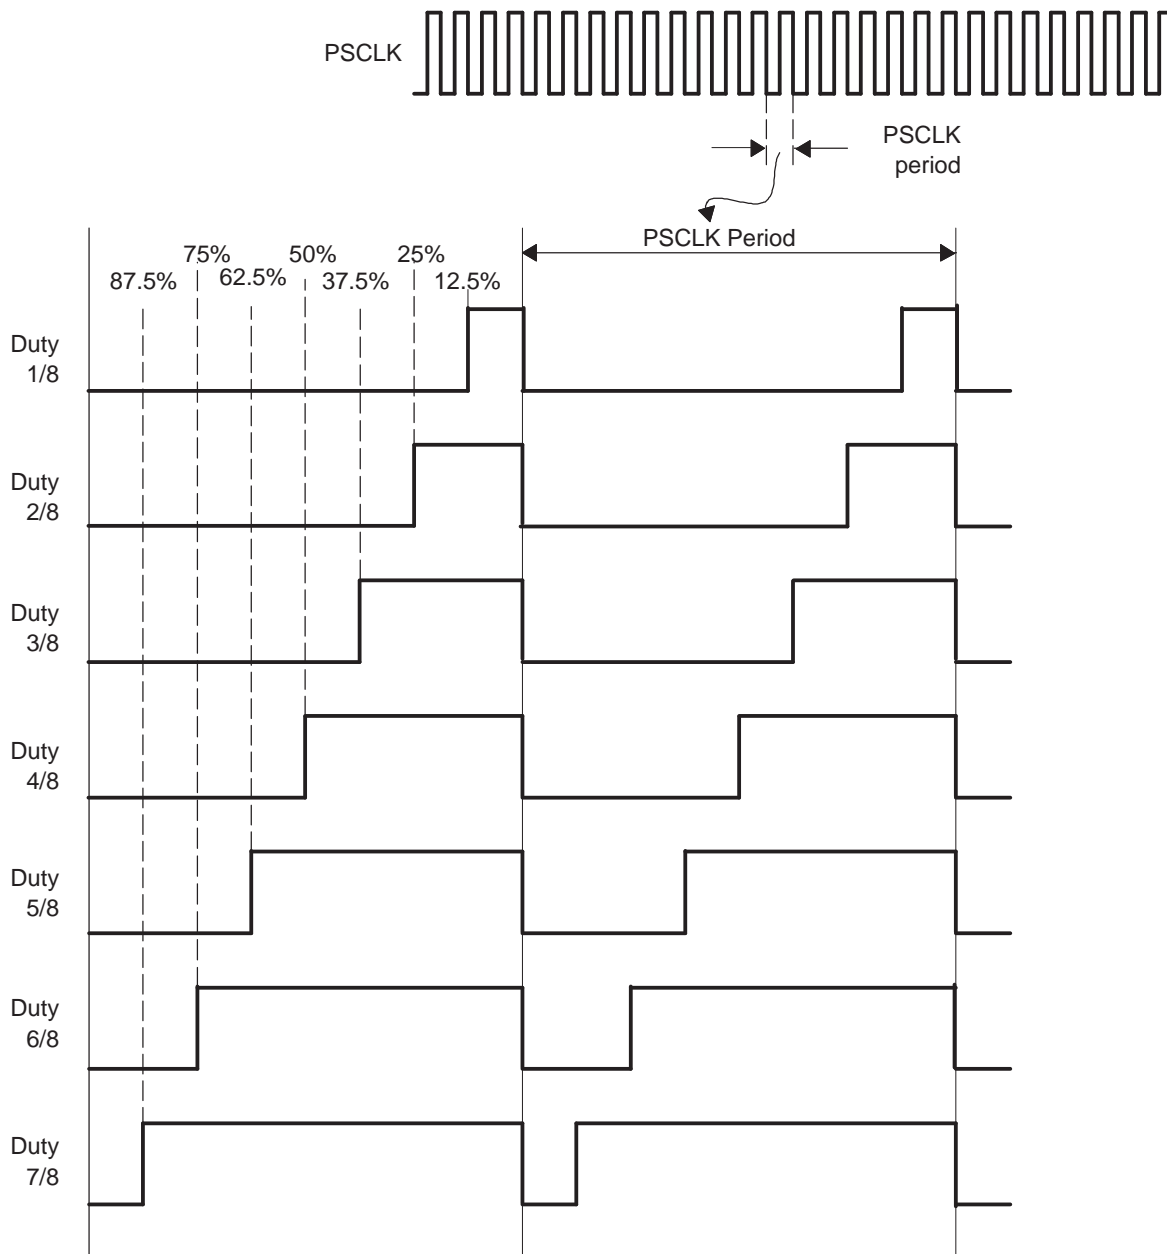 PSCLK
PSCLK
period
PSCLK Period
75%
50%
25%
87.5%
62.5%
37.5%
12.5%
Duty
1/8
Duty
2/8
Duty
3/8
Duty
4/8
Duty
5/8
Duty
6/8
Duty
7/8